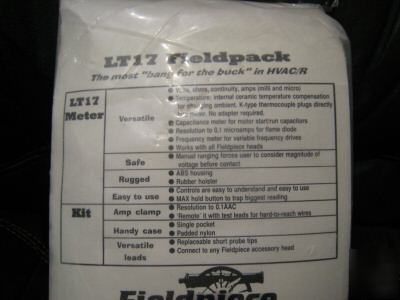 LT17 Fieldpack
The most "bang for the buck" in HVAC/R
LT17
Meter
Versatile
Volts, ohms, continuity, amps (milli and micro)
Temperature: internal ceramic temperature compensation
for changing ambient. K-type thermocouple plugs directly
meter. No adapter required.
Capacitance meter for motor start/run capacitors
Resolution to 0.1 microamps for flame diode
Frequency meter for variable frequency drives
Works with all Fieldpiece heads
Safe
Manual ranging forces user to consider magnitude of
voltage before contact
Rugged
ABS housing
Rubber holster
Easy to use
Controls are easy to understand and easy to use
MAX hold button to trap biggest reading
Kit
Amp clamp
Resolution to 0.1AAC
'Remote' it with test leads for hard-to-reach wires
Handy case
Single pocket
Padded nylon
Versatile
leads
Replaceable short probe tips
Connect to any Fieldpiece accessory head
Fieldpiece